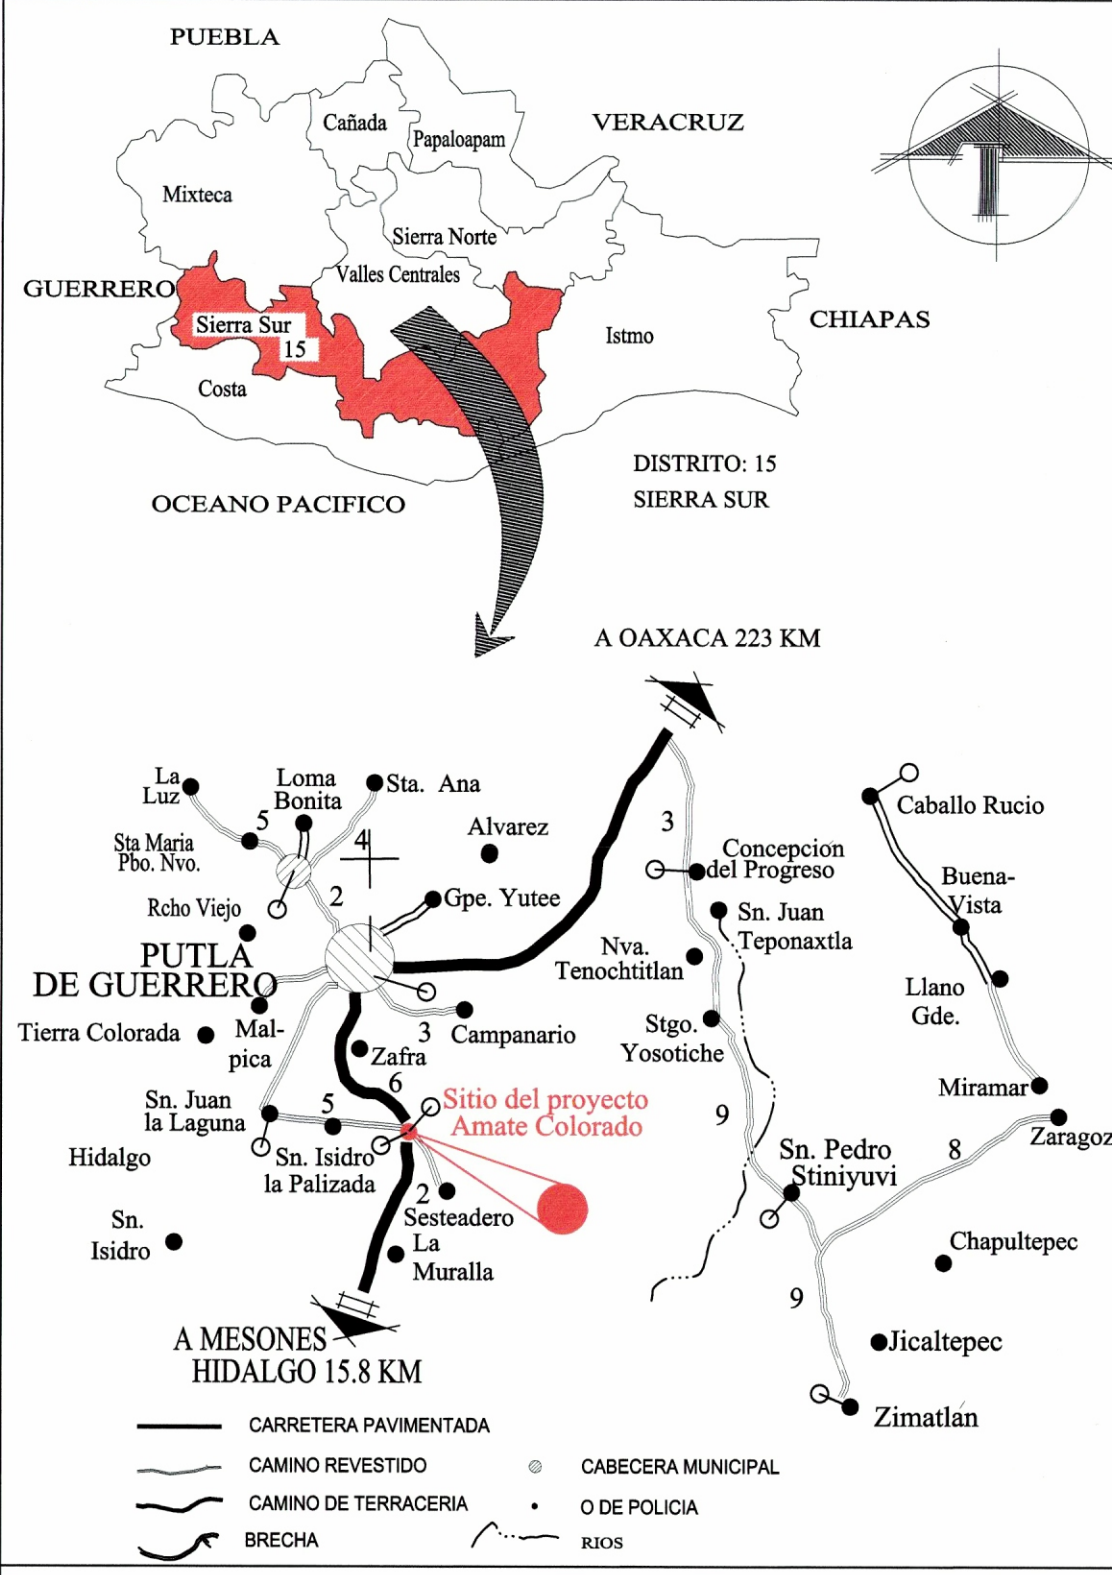 PUEBLA
Cañada
Papaloapam
VERACRUZ
Mixteca
Sierra Norte
Valles Centrales
GUERRERO
CHIAPAS
Sierra Sur
15
Istmo
Costa
DISTRITO: 15
SIERRA SUR
OCEANO PACIFICO
A OAXACA 223 KM
La
Luz
Loma
Bonita
Sta. Ana
Caballo Rucio
5
4
3
Alvarez
Sta Maria
Pbo. Nvo.
Concepcion
del Progreso
Buena-
Vista
2
Rcho Viejo
Gpe. Yutee
Sn. Juan
Teponaxtla
PUTLA
DE GUERRERO
Nva.
Tenochtitlan
Llano
Gde.
Tierra Colorada
Mal-
pica
3
Campanario
Stgo.
Yosotiche
Zafra
6
Miramar
Sn. Juan
la Laguna
5
Sitio del proyecto
Amate Colorado
9
Zaragoz
Hidalgo
Sn. Isidro
la Palizada
Sn. Pedro
Stiniyuvi
8
2
Sesteadero
Sn.
Isidro
La
Muralla
Chapultepec
9
A MESONES
HIDALGO 15.8 KM
Jicaltepec
Zimatlán
CARRETERA PAVIMENTADA
CAMINO REVESTIDO
CABECERA MUNICIPAL
CAMINO DE TERRACERIA
O DE POLICIA
BRECHA
RIOS